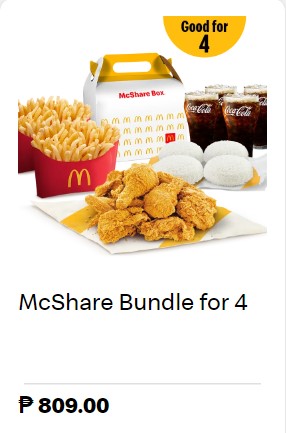 Good for
4
McShare Box
Coca-Cola
Coca-Cola
McShare Bundle for 4
₱ 809.00